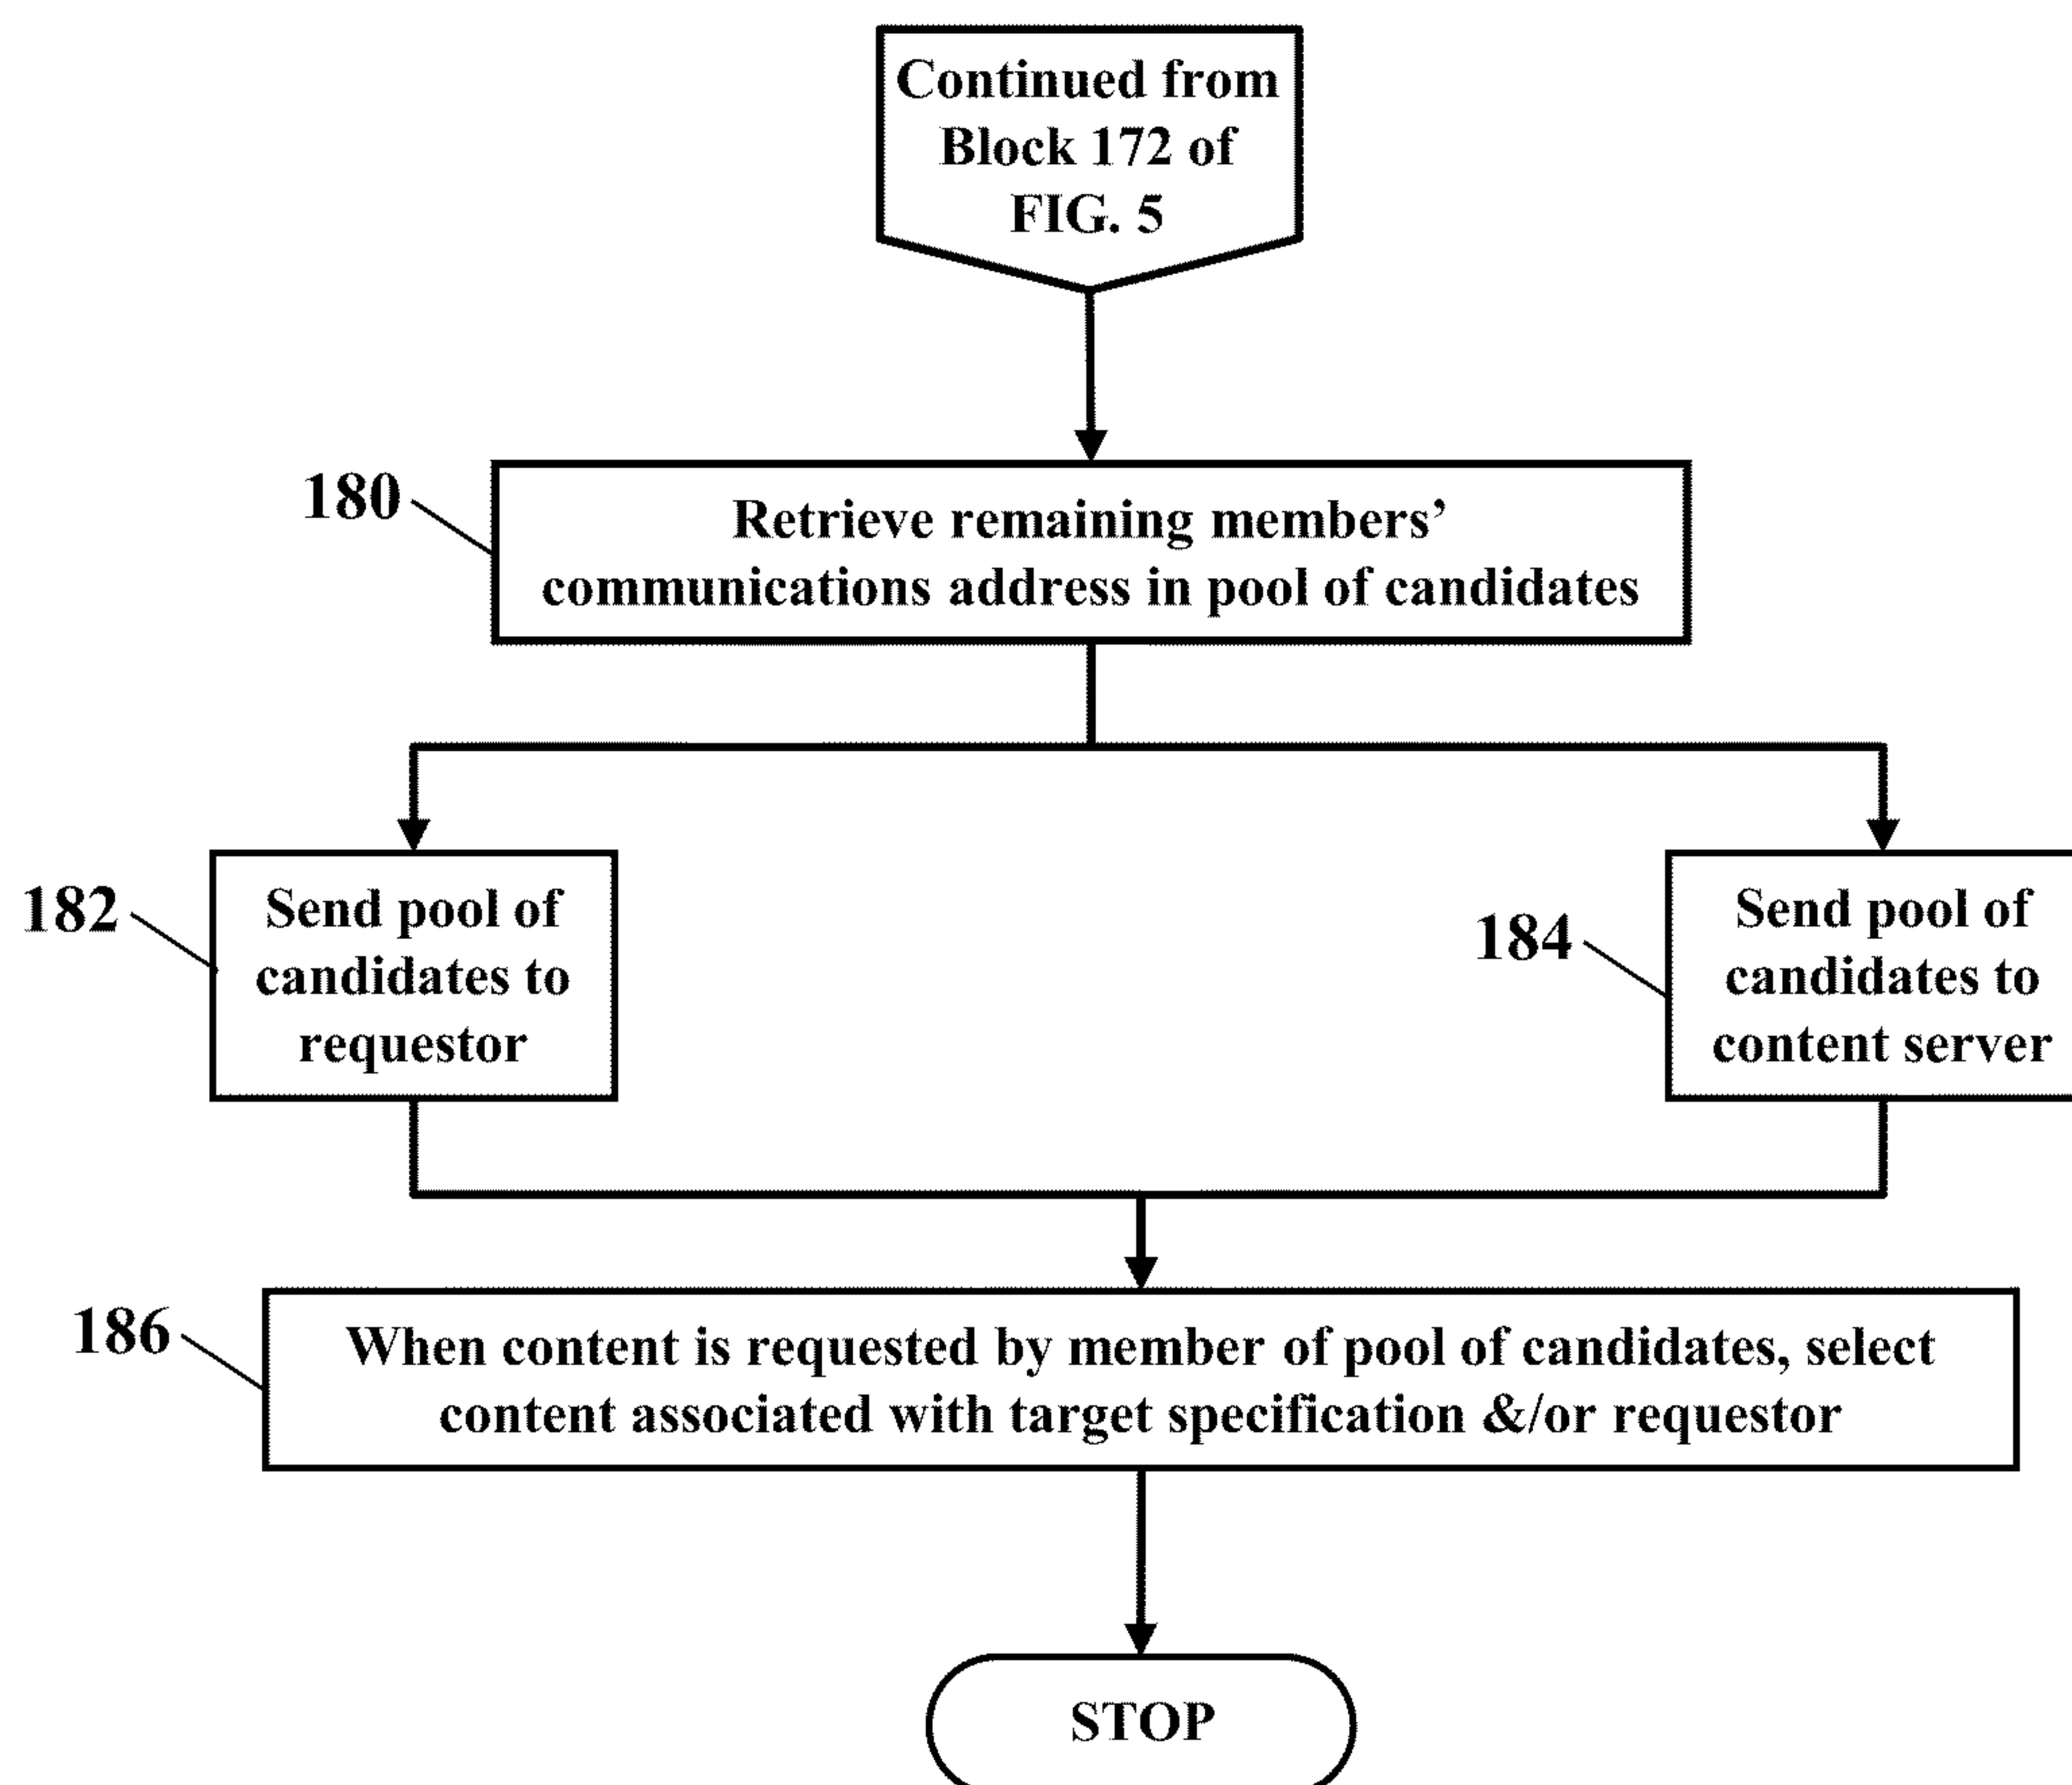 Continued from
Block 172 of
FIG. 5
180
Retrieve remaining members’
communications address in pool of candidates
182
Send pool of
candidates to
requestor
184
Send pool of
candidates to
content server
186
When content is requested by member of pool of candidates, select
content associated with target specification &/or requestor
STOP